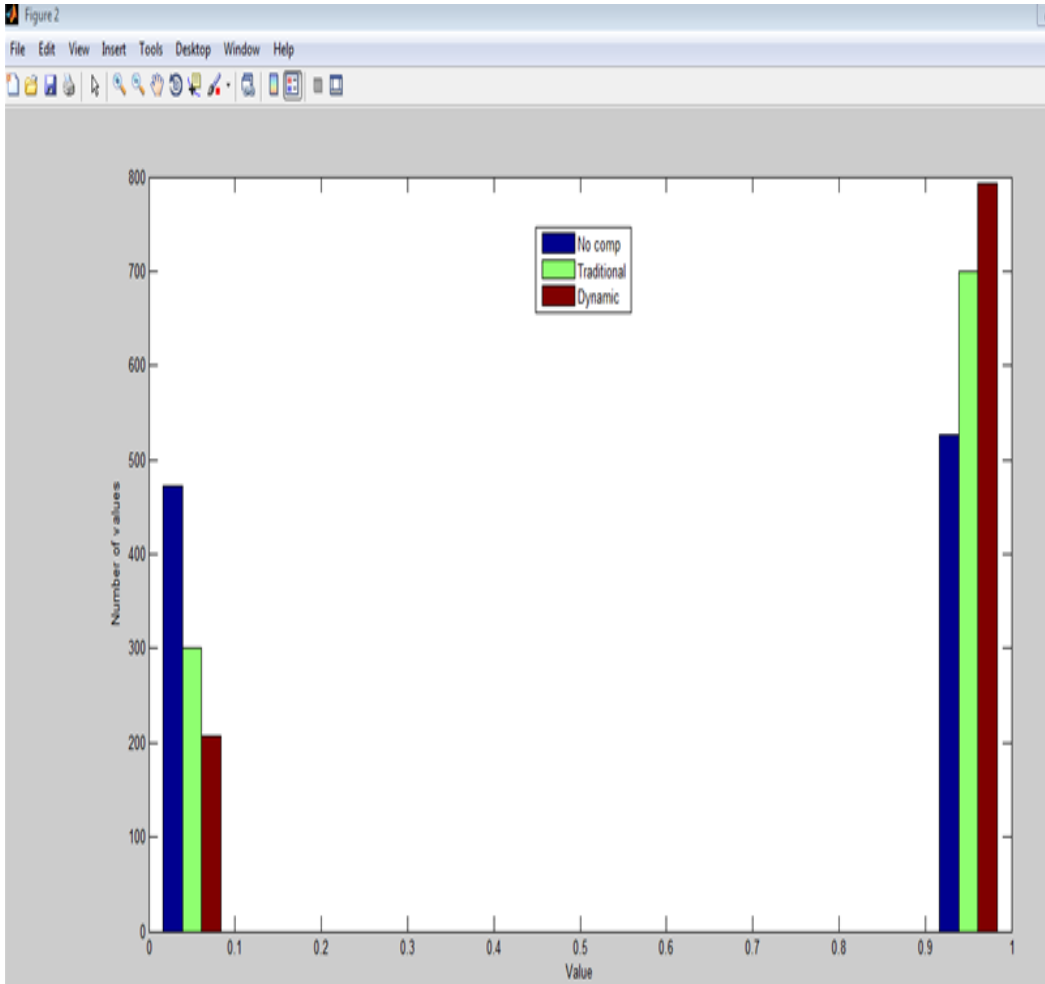 Figure 2
File Edit View Insert Tools Desktop Window Help
800
700
600
500
400
300
200
100
0
Number of values
No comp
Traditional
Dynamic
0 0.1 0.2 0.3 0.4 0.5 0.6 0.7 0.8 0.9 1
Value